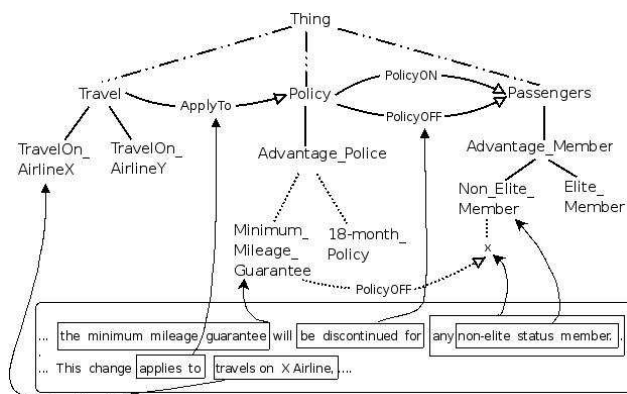 Thing
Travel
ApplyTo
Policy
PolicyON
PolicyOFF
Passengers
TravelOn_
AirlineX
TravelOn_
AirlineY
Advantage_Police
Advantage_Member
Non_Elite_
Member
Elite_
Member
Minimum_
Mileage_
Guarantee
18-month_
Policy
x
PolicyOFF
... the minimum mileage guarantee will be discontinued for any non-elite status member. .
.
... This change applies to travels on X Airline, ....